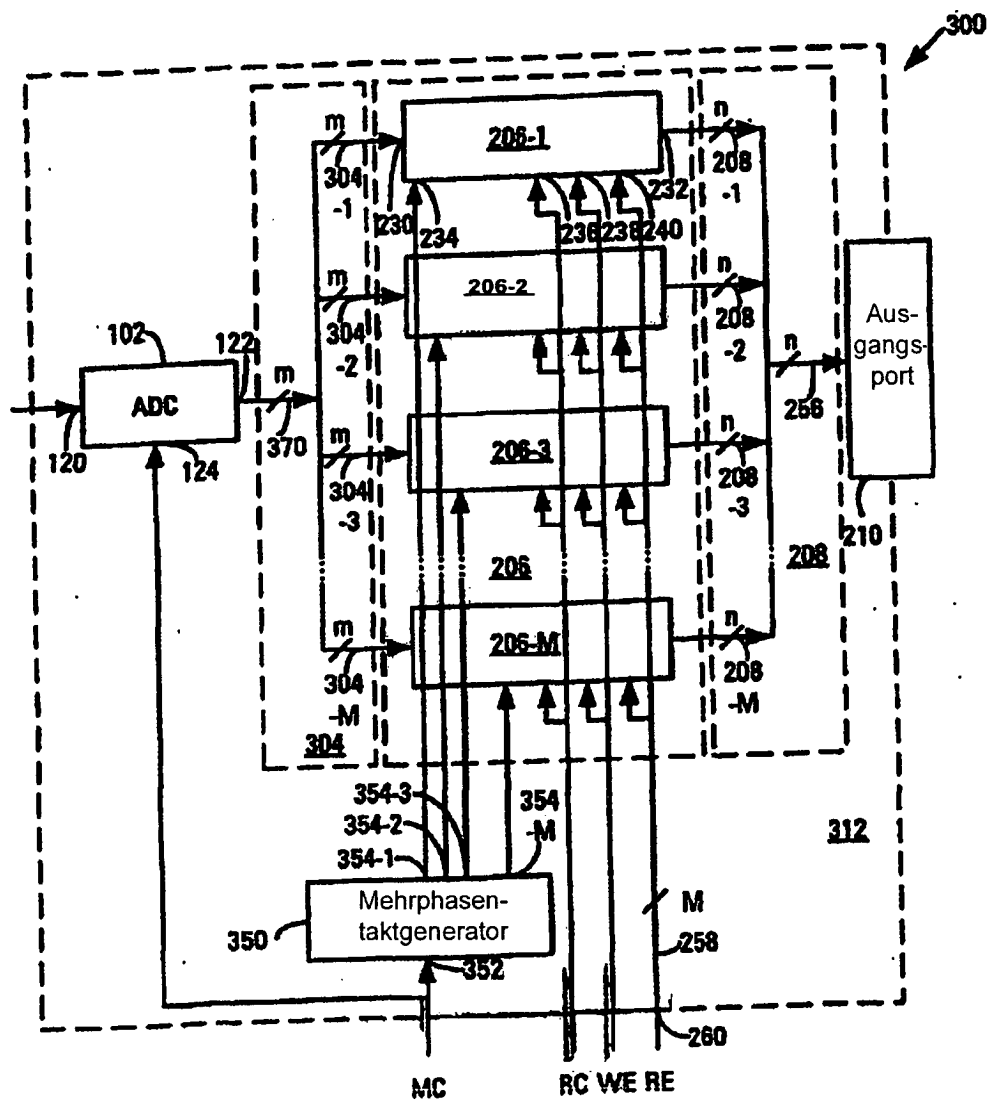 300
m
206-1
n
304
-1
230
234
236
238
240
232
208
-1
m
206-2
n
304
-2
208
-2
Aus-
gangs-
port
102
122
m
n
ADC
120
124
370
256
m
206-3
n
304
-3
208
-3
210
206
208
m
206-M
n
304
-M
208
-M
304
354-3
354
-M
354-2
354-1
312
Mehrphasen-
taktgenerator
350
M
258
352
260
MC
RC
WE
RE